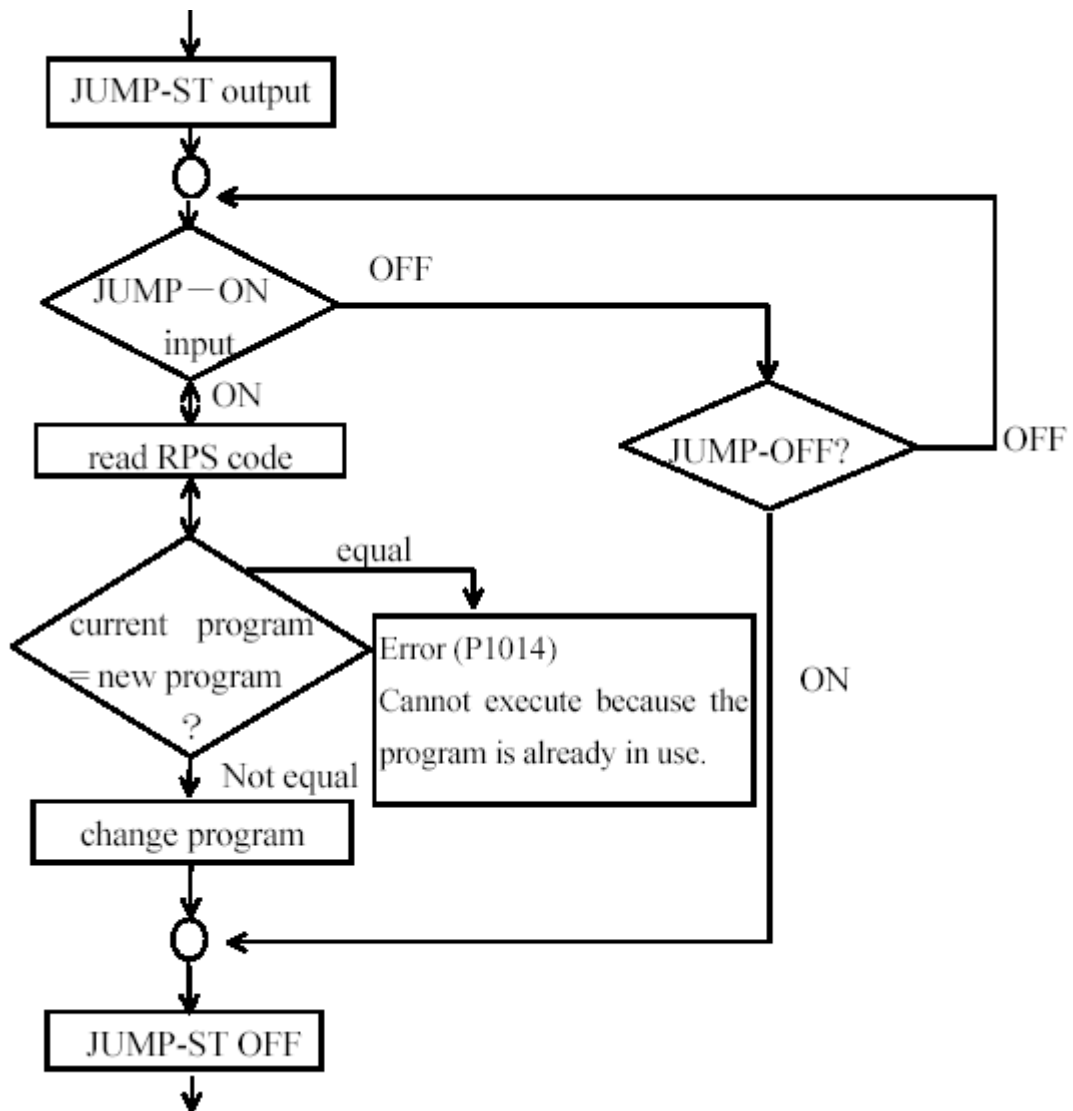 JUMP-ST output
JUMP－ON
input
OFF
ON
read RPS code
JUMP-OFF?
OFF
equal
current program
= new program
?
Error (P1014)
Cannot execute because the
program is already in use.
ON
Not equal
change program
JUMP-ST OFF